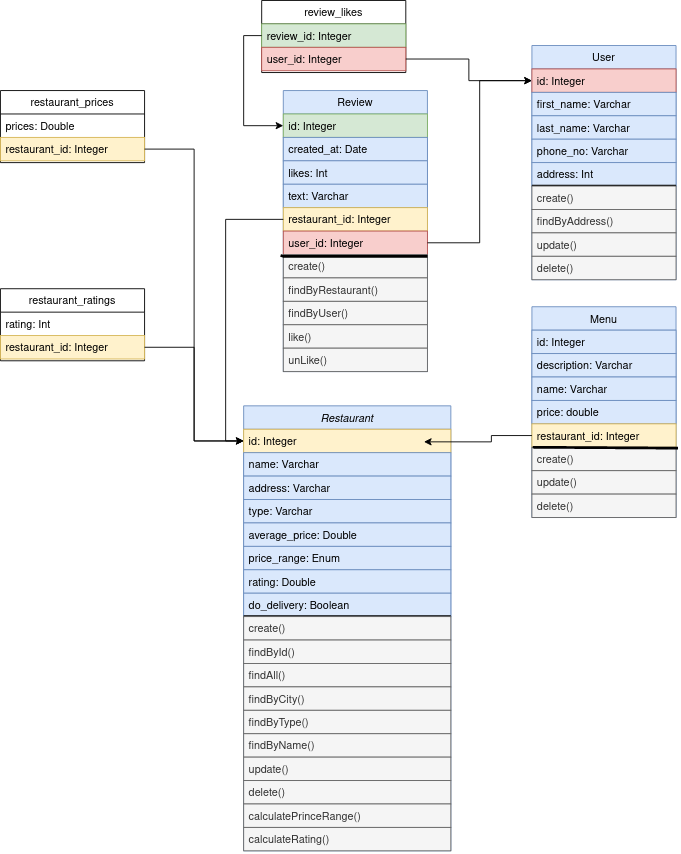 review_likes
review_id: Integer
user_id: Integer
User
id: Integer
first_name: Varchar
last_name: Varchar
phone_no: Varchar
address: Int
create()
findByAddress()
update()
delete()
restaurant_prices
prices: Double
restaurant_id: Integer
Review
id: Integer
created_at: Date
likes: Int
text: Varchar
restaurant_id: Integer
user_id: Integer
create()
findByRestaurant()
findByUser()
like()
unLike()
restaurant_ratings
rating: Int
restaurant_id: Integer
Menu
id: Integer
description: Varchar
name: Varchar
price: double
restaurant_id: Integer
create()
update()
delete()
Restaurant
id: Integer
name: Varchar
address: Varchar
type: Varchar
average_price: Double
price_range: Enum
rating: Double
do_delivery: Boolean
create()
findById()
findAll()
findByCity()
findByType()
findByName()
update()
delete()
calculatePrinceRange()
calculateRating()